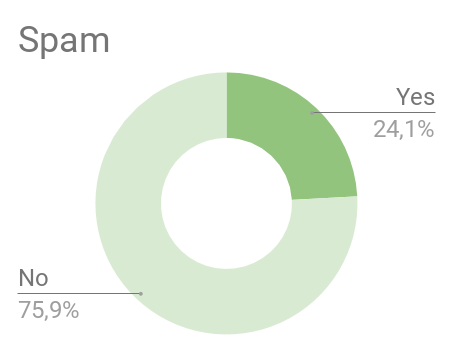 Spam
Yes
24,1%
No
75,9%